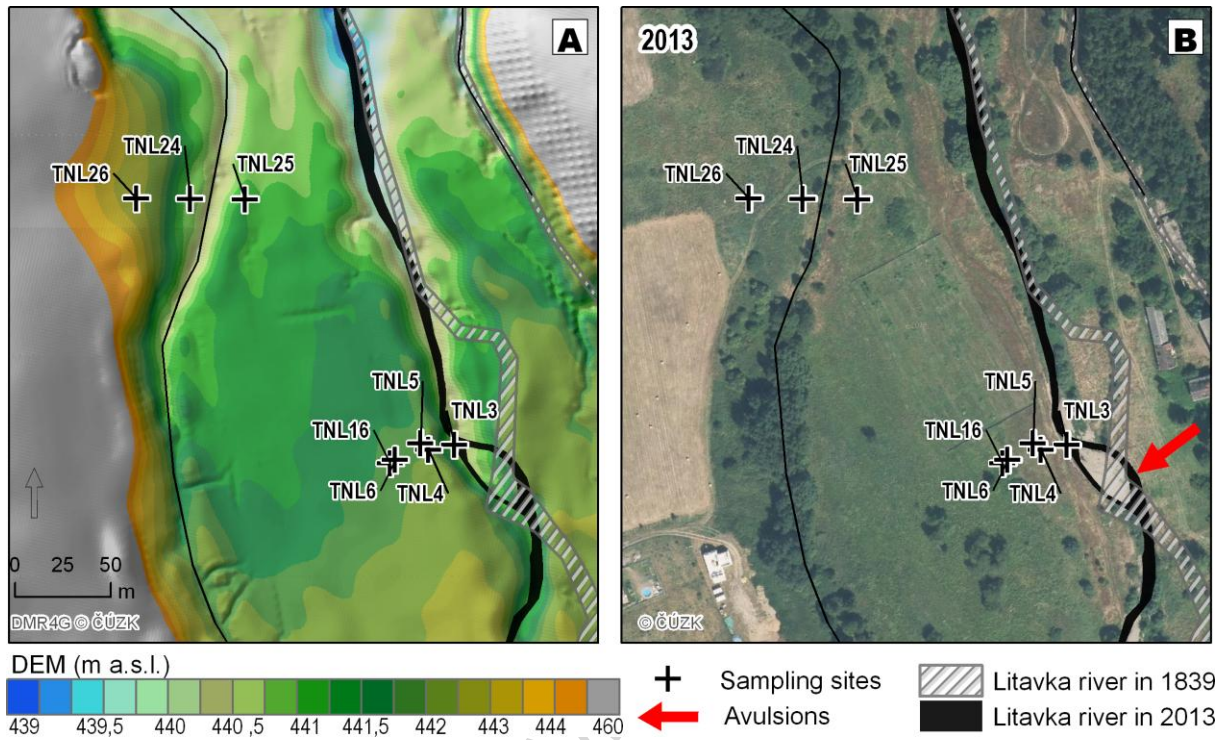 A
TNL24
TNL26
TNL25
TNL5
TNL3
TNL16
TNL6
TNL4
0 25 50
m
DMR4G © ČÚZK
2013
B
TNL24
TNL26
TNL25
TNL5
TNL3
TNL16
TNL6
TNL4
© ČÚZK
DEM (m a.s.l.)
439 439,5 440 440,5 441 441,5 442 443 444 460
Sampling sites
Avulsions
Litavka river in 1839
Litavka river in 2013